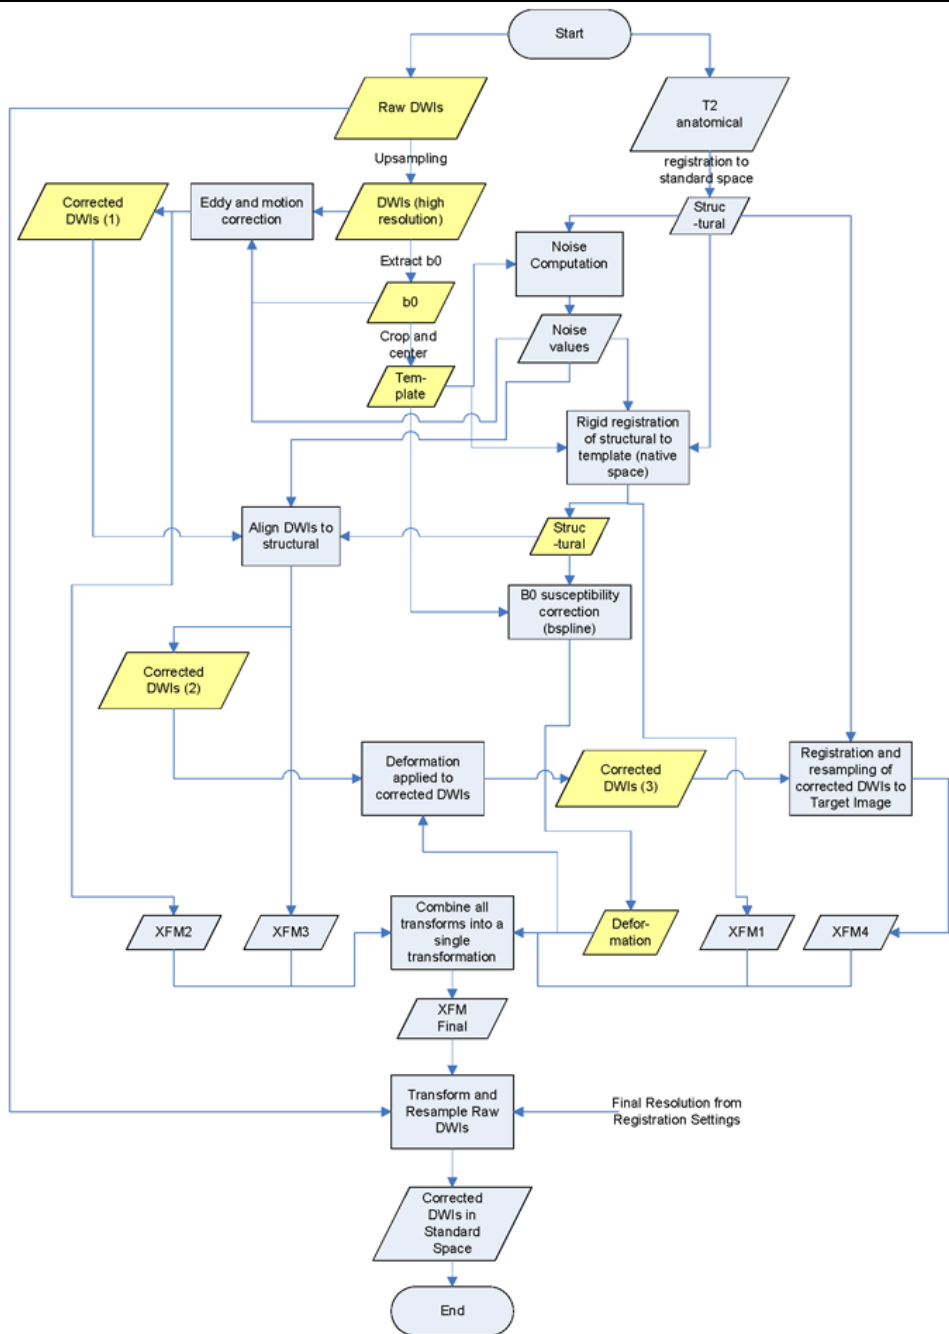 Start
Raw DWIs
T2
anatomical
Upsampling
registration to
standard space
Corrected
DWIs (1)
Eddy and motion
correction
DWIs (high
resolution)
Struc
-tural
Noise
Computation
Extract b0
b0
Noise
values
Crop and
center
Tem-
plate
Rigid registration
of structural to
template (native
space)
Align DWIs to
structural
Struc
-tural
B0 susceptibility
correction
(bspline)
Corrected
DWIs (2)
Deformation
applied to
corrected DWIs
Corrected
DWIs (3)
Registration and
resampling of
corrected DWIs to
Target Image
XFM2
XFM3
Combine all
transforms into a
single
transformation
Defor-
mation
XFM1
XFM4
XFM
Final
Transform and
Resample Raw
DWIs
Final Resolution from
Registration Settings
Corrected
DWIs in
Standard
Space
End